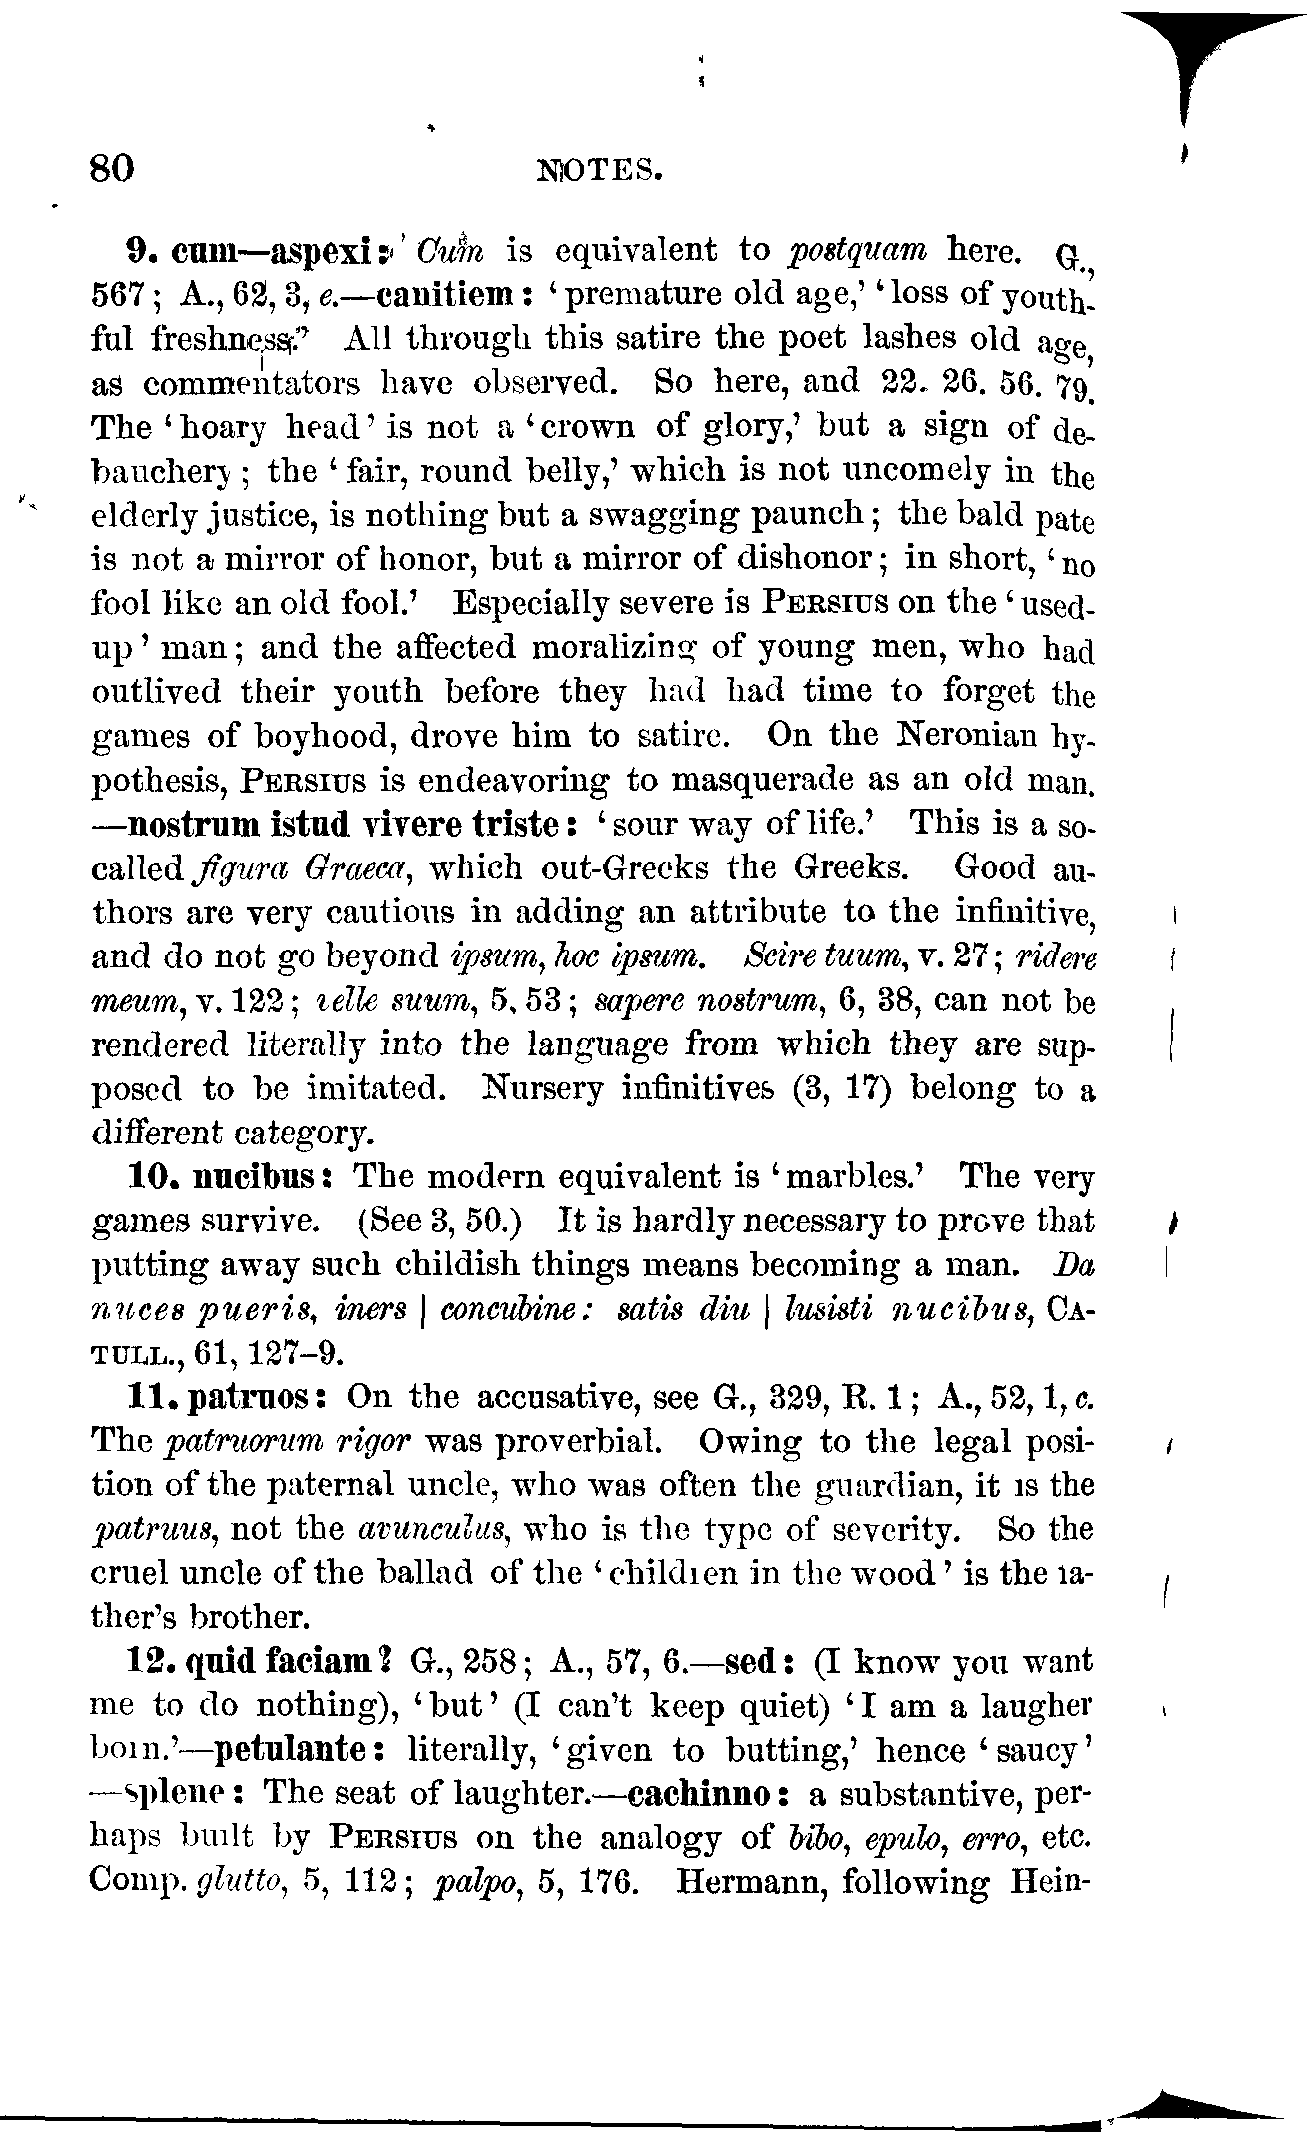 80 NOTES.
9. cum—aspexi: Cum is equivalent to postquam here. G.,
567; A., 62, 3, e.—canitiem: ‘premature old age,’ ‘loss of youth-
ful freshness.’ All through this satire the poet lashes old age,
as commentators have observed. So here, and 22. 26. 56. 79.
The ‘hoary head’ is not a ‘crown of glory,’ but a sign of de-
bauchery; the ‘fair, round belly,’ which is not uncomely in the
elderly justice, is nothing but a swagging paunch; the bald pate
is not a mirror of honor, but a mirror of dishonor; in short, ‘no
fool like an old fool.’ Especially severe is PERSIUS on the ‘used-
up’ man; and the affected moralizing of young men, who had
outlived their youth before they had had time to forget the
games of boyhood, drove him to satire. On the Neronian hy-
pothesis, PERSIUS is endeavoring to masquerade as an old man.
—nostrum istud vivere triste: ‘sour way of life.’ This is a so-
called figura Graeca, which out-Greeks the Greeks. Good au-
thors are very cautious in adding an attribute to the infinitive,
and do not go beyond ipsum, hoc ipsum. Scire tuum, v. 27; ridere
meum, v. 122; velle suum, 5, 53; sapere nostrum, 6, 38, can not be
rendered literally into the language from which they are sup-
posed to be imitated. Nursery infinitives (3, 17) belong to a
different category.
10. nucibus: The modern equivalent is ‘marbles.’ The very
games survive. (See 3, 50.) It is hardly necessary to prove that
putting away such childish things means becoming a man. Da
nuces pueris, iners | concubine: satis diu | lusisti nucibus, CA-
TULL., 61, 127–9.
11. patruos: On the accusative, see G., 329, R. 1; A., 52, 1, c.
The patruorum rigor was proverbial. Owing to the legal posi-
tion of the paternal uncle, who was often the guardian, it is the
patruus, not the avunculus, who is the type of severity. So the
cruel uncle of the ballad of the ‘children in the wood’ is the fa-
ther's brother.
12. quid faciam? G., 258; A., 57, 6.—sed: (I know you want
me to do nothing), ‘but’ (I can't keep quiet) ‘I am a laugher
born.’—petulante: literally, ‘given to butting,’ hence ‘saucy’
—splene: The seat of laughter.—cachinno: a substantive, per-
haps built by PERSIUS on the analogy of bibo, epulo, erro, etc.
Comp. glutto, 5, 112; palpo, 5, 176. Hermann, following Hein-